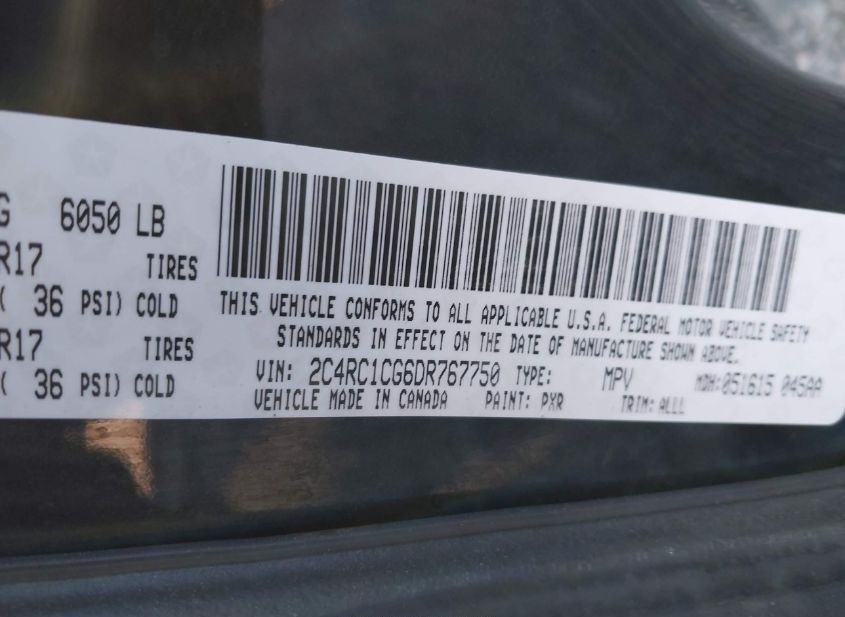 G 6050 LB
R17 TIRES
( 36 PSI) COLD
R17 TIRES
( 36 PSI) COLD
THIS VEHICLE CONFORMS TO ALL APPLICABLE U.S.A. FEDERAL MOTOR VEHICLE SAFETY
STANDARDS IN EFFECT ON THE DATE OF MANUFACTURE SHOWN ABOVE.
VIN: 2C4RC1CG6DR767750 TYPE: MPV MDH:051615 045AA
VEHICLE MADE IN CANADA PAINT: PXR TRIM: ALLL